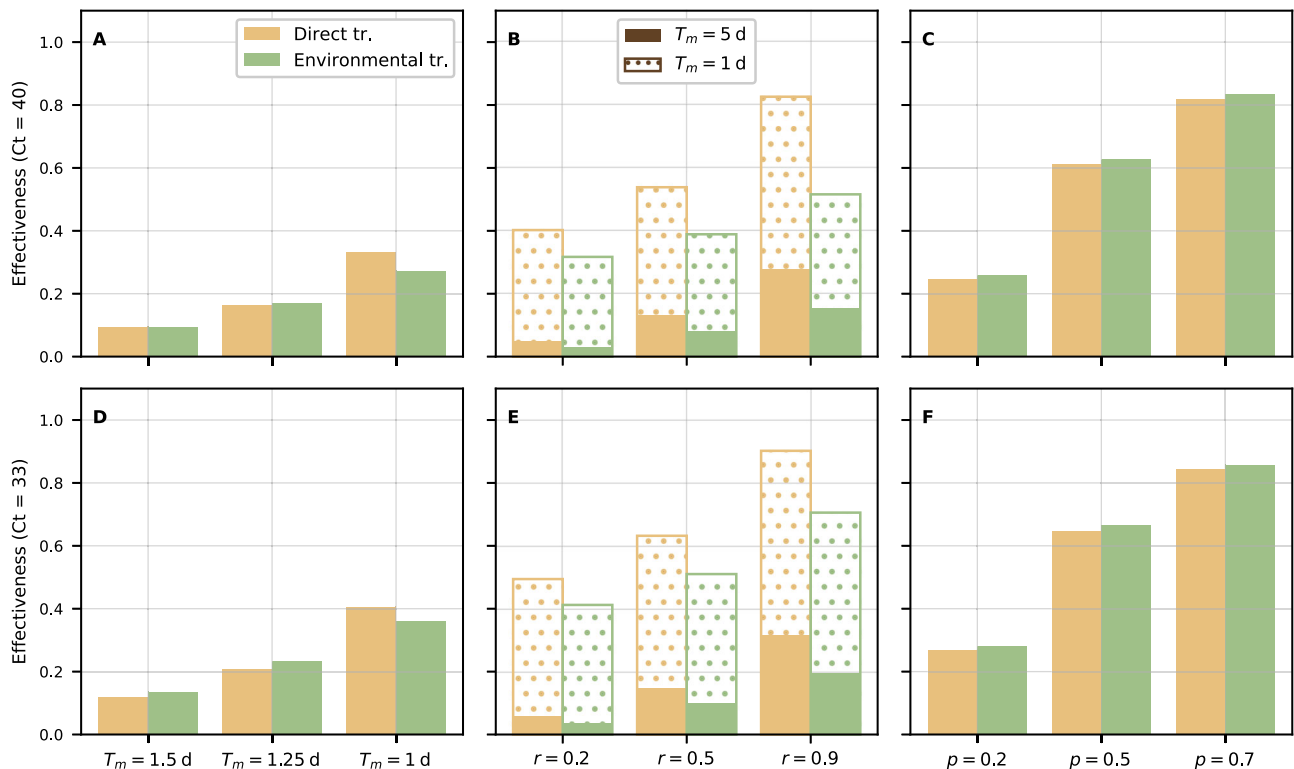 A
Direct tr.
Environmental tr.
B
T_m = 5 d
T_m = 1 d
C
Effectiveness (Ct = 40)
1.0
0.8
0.6
0.4
0.2
0.0
D
E
F
Effectiveness (Ct = 33)
1.0
0.8
0.6
0.4
0.2
0.0
T_m = 1.5 d
T_m = 1.25 d
T_m = 1 d
r = 0.2
r = 0.5
r = 0.9
p = 0.2
p = 0.5
p = 0.7